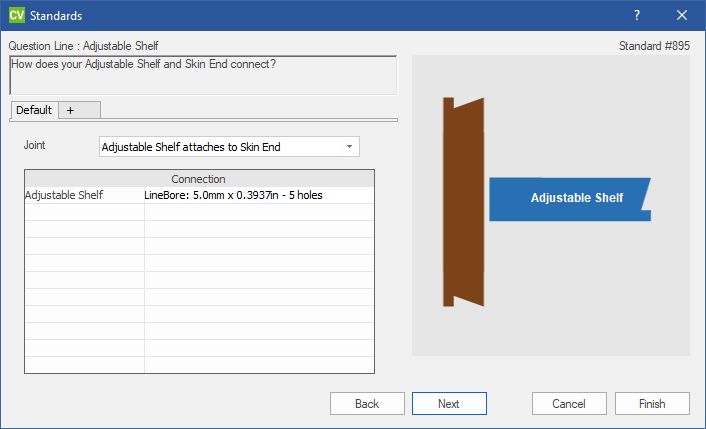 CV Standards ?
Question Line : Adjustable Shelf Standard #895
How does your Adjustable Shelf and Skin End connect?
Default +
Joint Adjustable Shelf attaches to Skin End
Connection
Adjustable Shelf LineBore: 5.0mm x 0.3937in - 5 holes
Adjustable Shelf
Back Next Cancel Finish